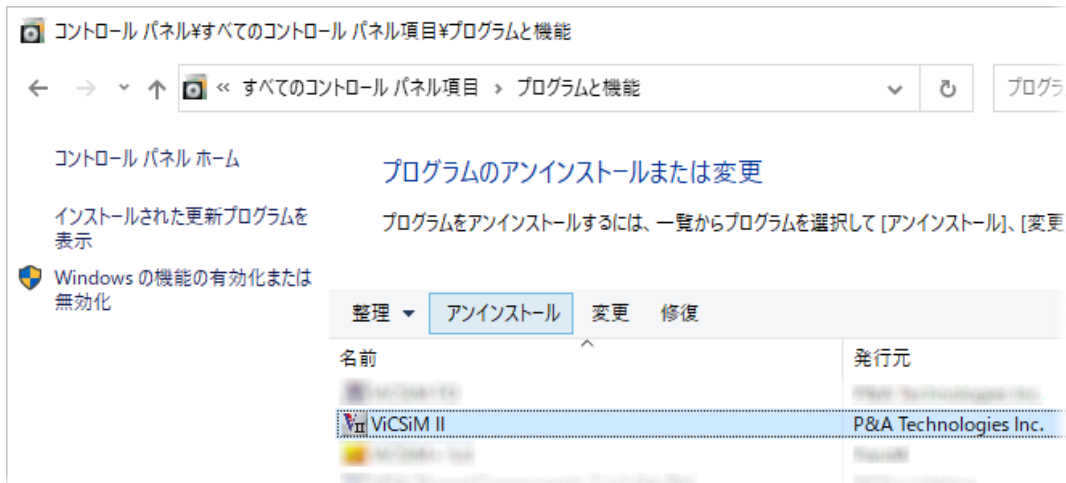 コントロール パネル¥すべてのコントロール パネル項目¥プログラムと機能
« すべてのコントロール パネル項目 › プログラムと機能
プログラ
コントロール パネル ホーム
プログラムのアンインストールまたは変更
インストールされた更新プログラムを
表示
プログラムをアンインストールするには、一覧からプログラムを選択して [アンインストール]、[変更
Windows の機能の有効化または
無効化
整理 アンインストール 変更 修復
名前 発行元
ViCSiM II P&A Technologies Inc.